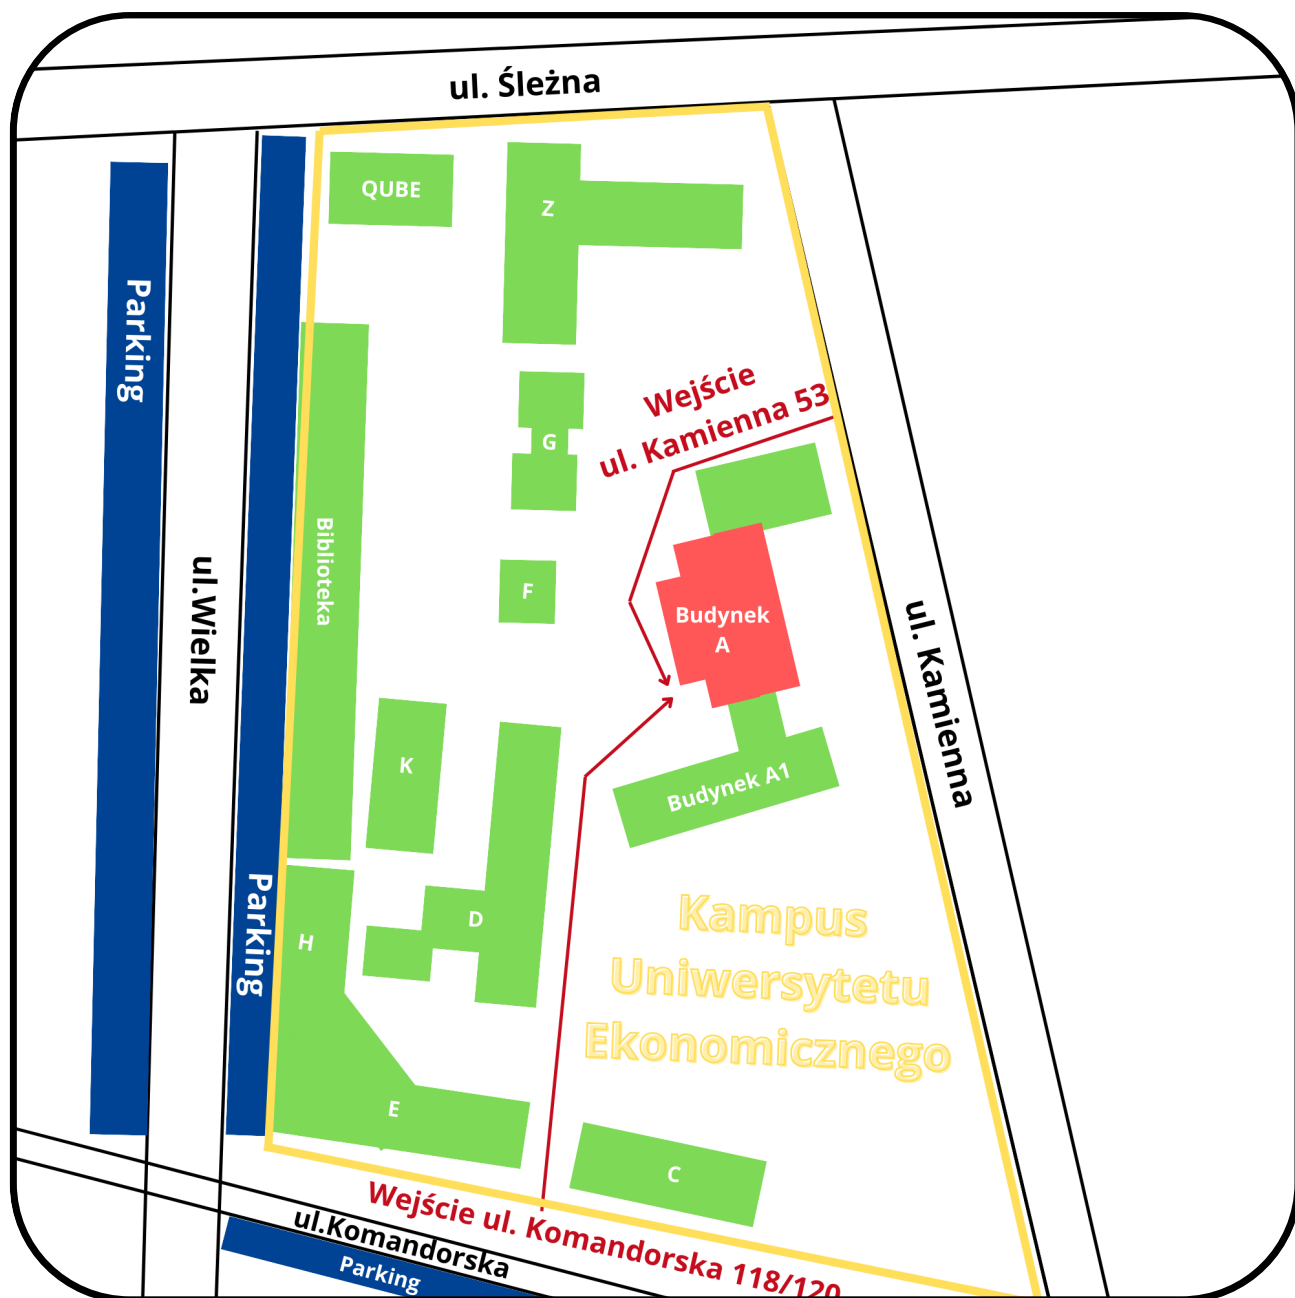 ul. Ślężna
QUBE
Z
Parking
Wejście
ul. Kamienna 53
G
Biblioteka
ul.Wielka
F
Budynek
A
ul. Kamienna
K
Budynek A1
Parking
D
H
Kampus
Uniwersytetu
Ekonomicznego
E
C
Wejście ul. Komandorska 118/120
ul.Komandorska
Parking